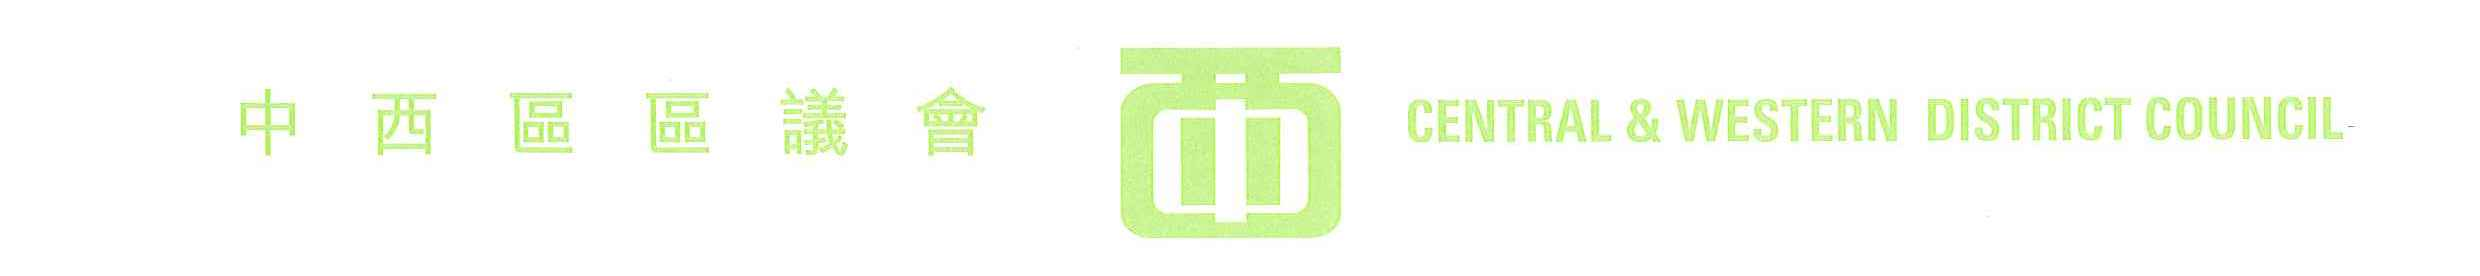 中西區區議會
CENTRAL & WESTERN DISTRICT COUNCIL